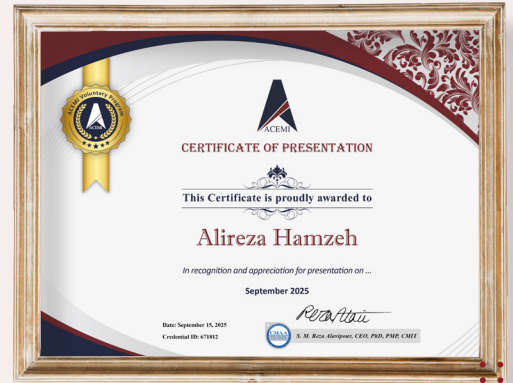 ACEMI Voluntary Program
ACEMI
ACEMI
CERTIFICATE OF PRESENTATION
This Certificate is proudly awarded to
Alireza Hamzeh
In recognition and appreciation for presentation on ...
September 2025
Date: September 15, 2025
Credential ID: 671812
CMAA
S. M. Reza Alavipour, CEO, PhD, PMP, CMIT